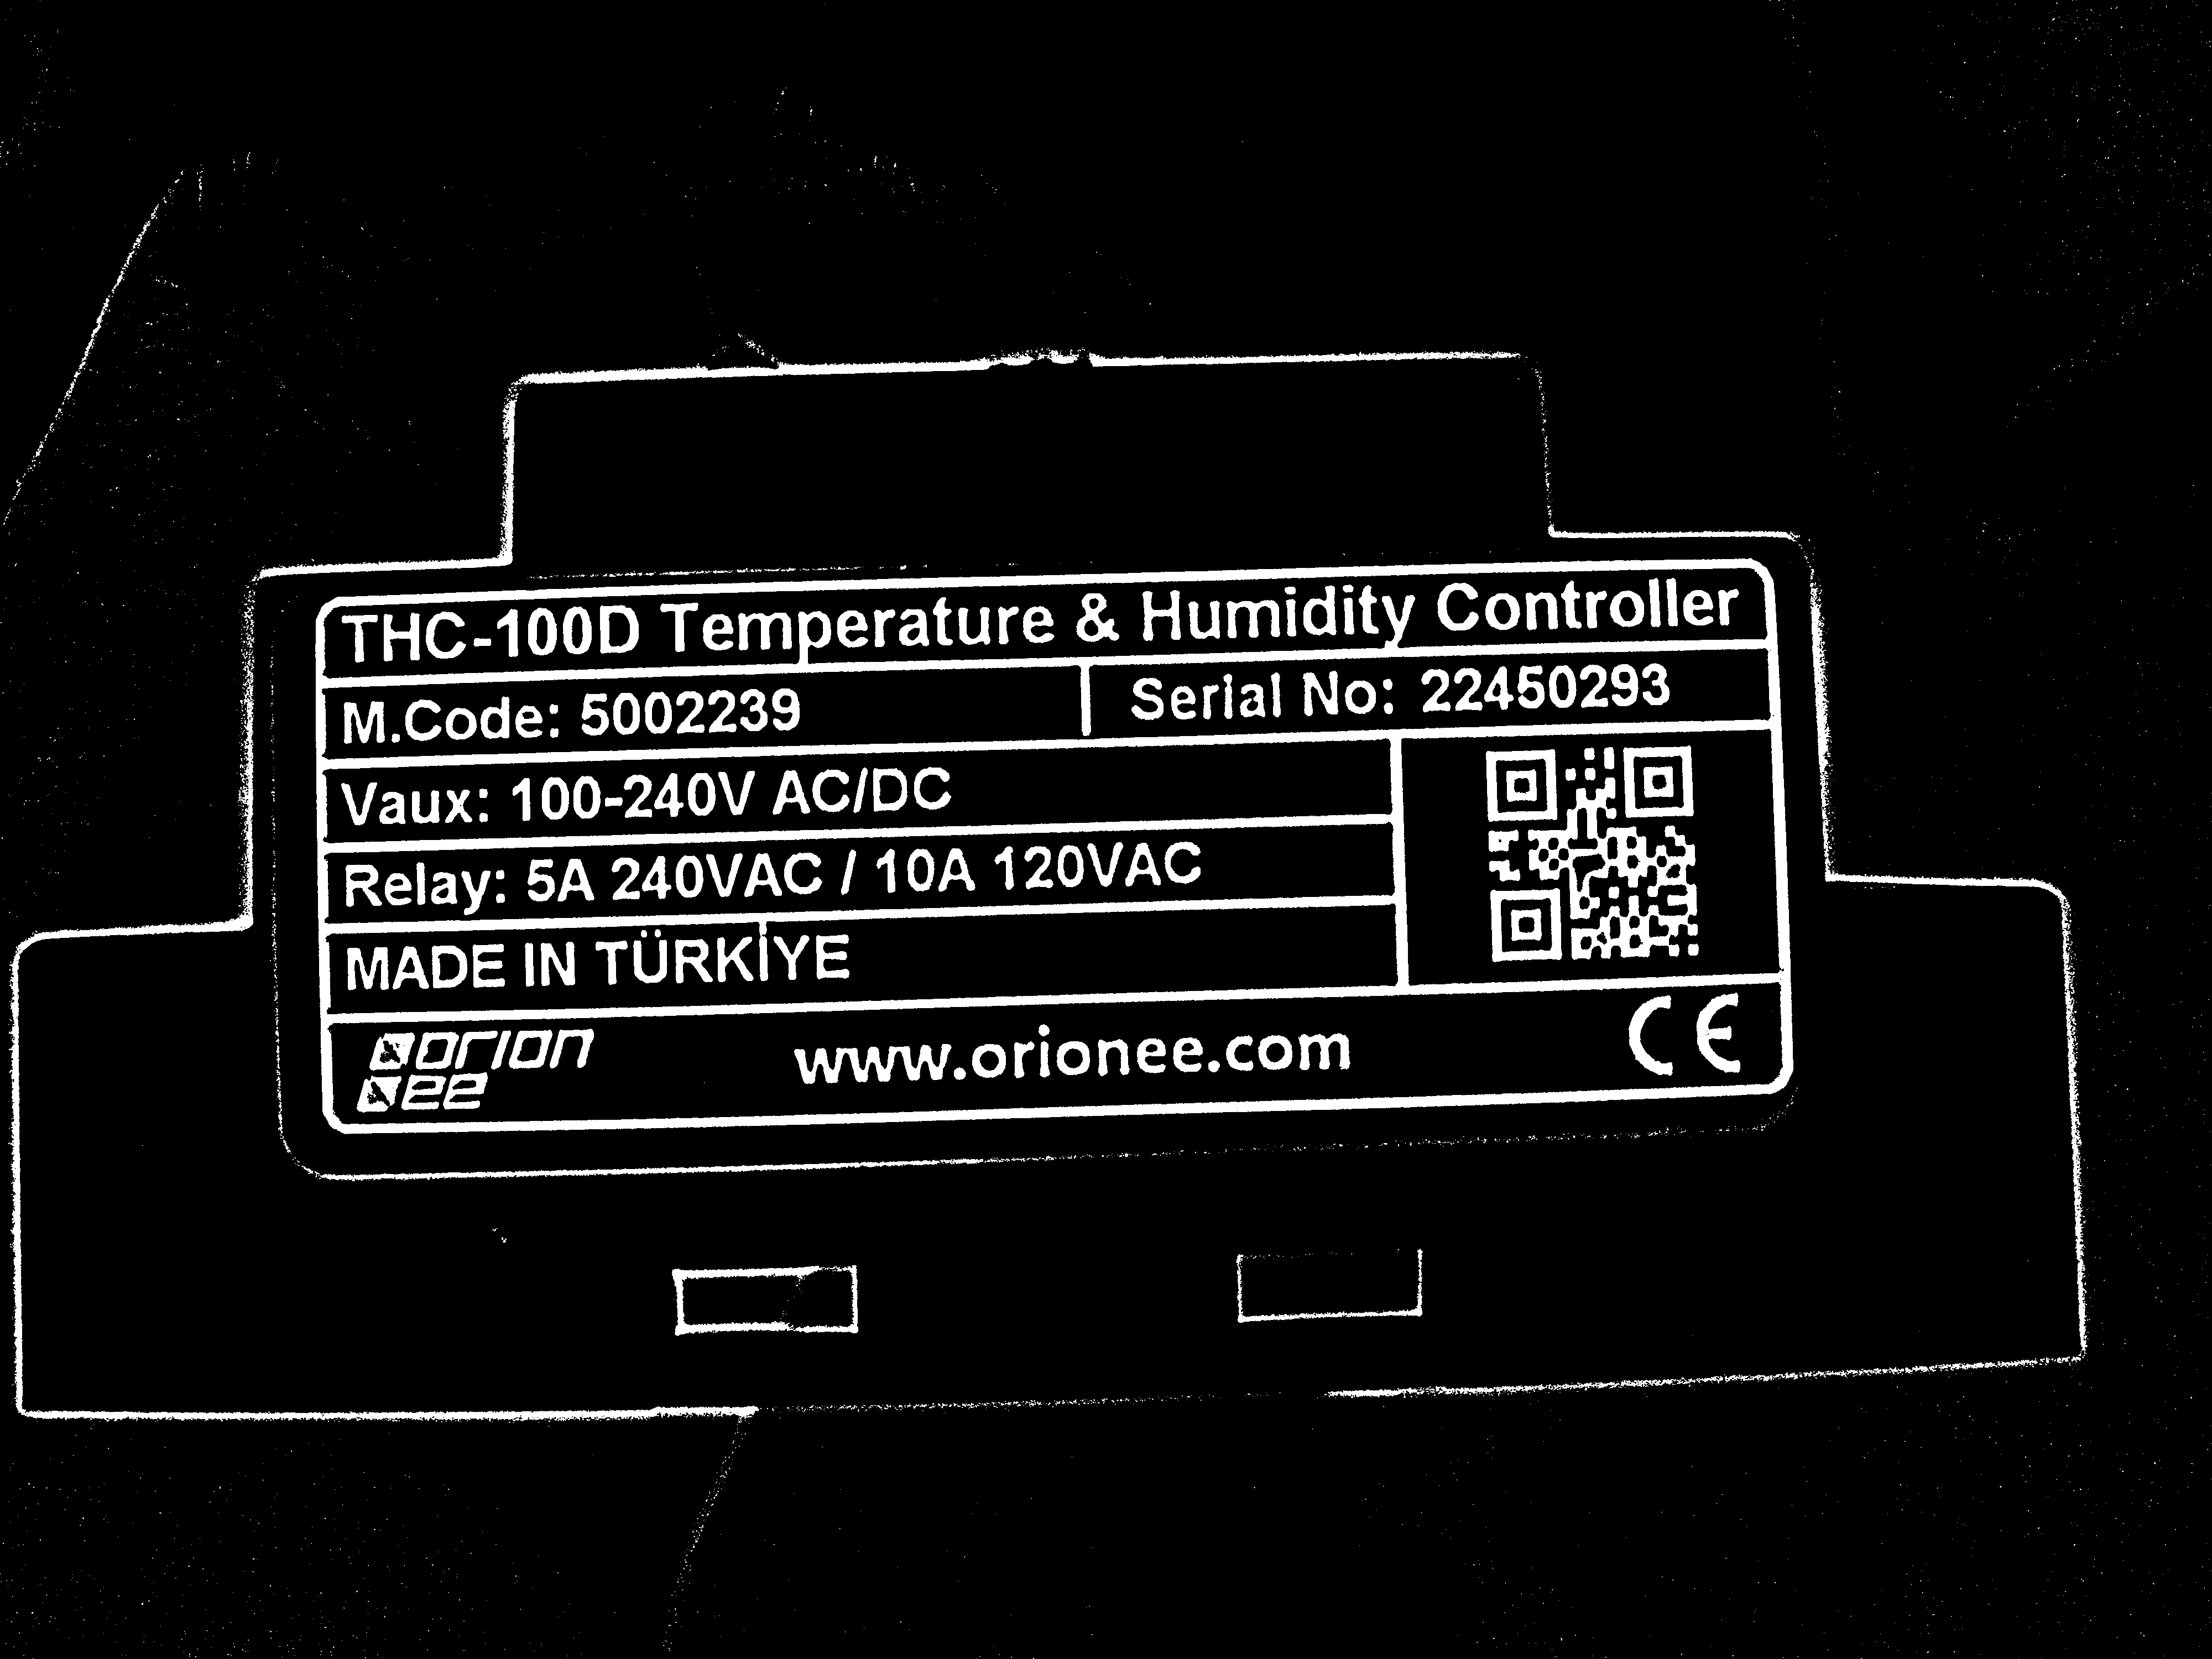 THC-100D Temperature & Humidity Controller
M.Code: 5002239
Serial No: 22450293
Vaux: 100-240V AC/DC
Relay: 5A 240VAC / 10A 120VAC
MADE IN TÜRKİYE
orion
ee
www.orionee.com
CE